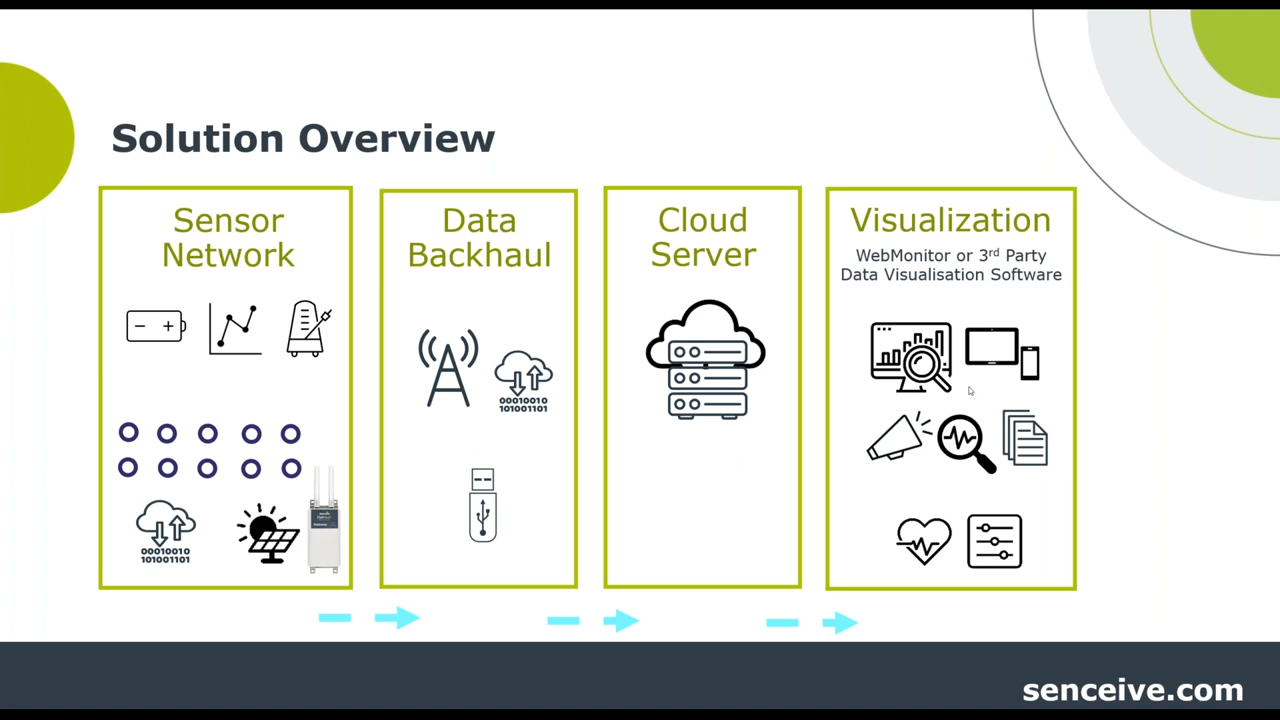 Solution Overview
Sensor
Network
00010010
101001101
Data
Backhaul
00010010
101001101
Cloud
Server
Visualization
WebMonitor or 3rd Party
Data Visualisation Software
senceive.com